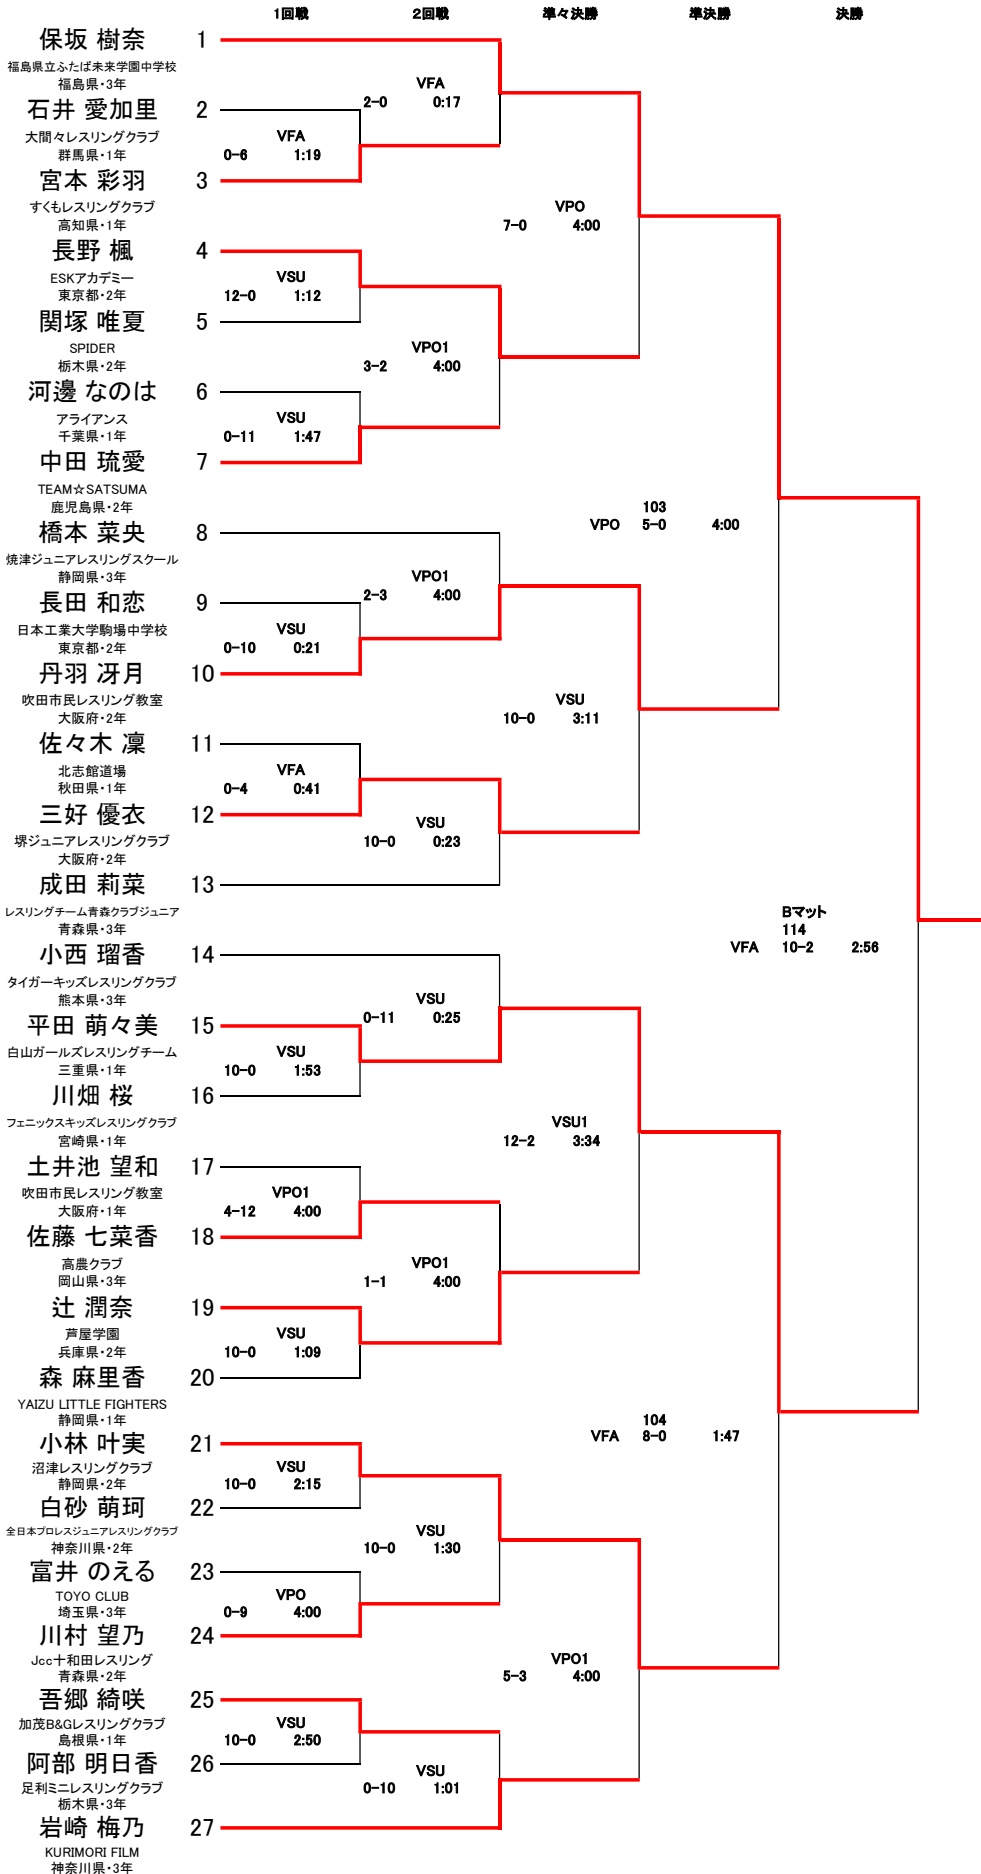 1回戦 2回戦 準々決勝 準決勝 決勝
保坂 樹奈 1
福島県立ふたば未来学園中学校
福島県・3年
VFA
2-0 0:17
石井 愛加里 2
大間々レスリングクラブ
群馬県・1年
VFA
0-6 1:19
宮本 彩羽 3
すくもレスリングクラブ
高知県・1年
VPO
7-0 4:00
長野 楓 4
ESKアカデミー
東京都・2年
VSU
12-0 1:12
関塚 唯夏 5
SPIDER
栃木県・2年
VPO1
3-2 4:00
河邊 なのは 6
アライアンス
千葉県・1年
VSU
0-11 1:47
中田 琉愛 7
TEAM☆SATSUMA
鹿児島県・2年
103
VPO 5-0 4:00
橋本 菜央 8
焼津ジュニアレスリングスクール
静岡県・3年
VPO1
2-3 4:00
長田 和恋 9
日本工業大学駒場中学校
東京都・2年
VSU
0-10 0:21
丹羽 冴月 10
吹田市民レスリング教室
大阪府・2年
VSU
10-0 3:11
佐々木 凜 11
北志館道場
秋田県・1年
VFA
0-4 0:41
三好 優衣 12
堺ジュニアレスリングクラブ
大阪府・2年
VSU
10-0 0:23
成田 莉菜 13
レスリングチーム青森クラブジュニア
青森県・3年
Bマット
114
VFA 10-2 2:56
小西 瑠香 14
タイガーキッズレスリングクラブ
熊本県・3年
VSU
0-11 0:25
平田 萌々美 15
白山ガールズレスリングチーム
三重県・1年
VSU
10-0 1:53
川畑 桜 16
フェニックスキッズレスリングクラブ
宮崎県・1年
VSU1
12-2 3:34
土井池 望和 17
吹田市民レスリング教室
大阪府・1年
VPO1
4-12 4:00
佐藤 七菜香 18
高農クラブ
岡山県・3年
VPO1
1-1 4:00
辻 潤奈 19
芦屋学園
兵庫県・2年
VSU
10-0 1:09
森 麻里香 20
YAIZU LITTLE FIGHTERS
静岡県・1年
104
VFA 8-0 1:47
小林 叶実 21
沼津レスリングクラブ
静岡県・2年
VSU
10-0 2:15
白砂 萌珂 22
全日本プロレスジュニアレスリングクラブ
神奈川県・2年
VSU
10-0 1:30
富井 のえる 23
TOYO CLUB
埼玉県・3年
VPO
0-9 4:00
川村 望乃 24
Jcc十和田レスリング
青森県・2年
VPO1
5-3 4:00
吾郷 綺咲 25
加茂B&Gレスリングクラブ
島根県・1年
VSU
10-0 2:50
阿部 明日香 26
足利ミニレスリングクラブ
栃木県・3年
VSU
0-10 1:01
岩崎 梅乃 27
KURIMORI FILM
神奈川県・3年